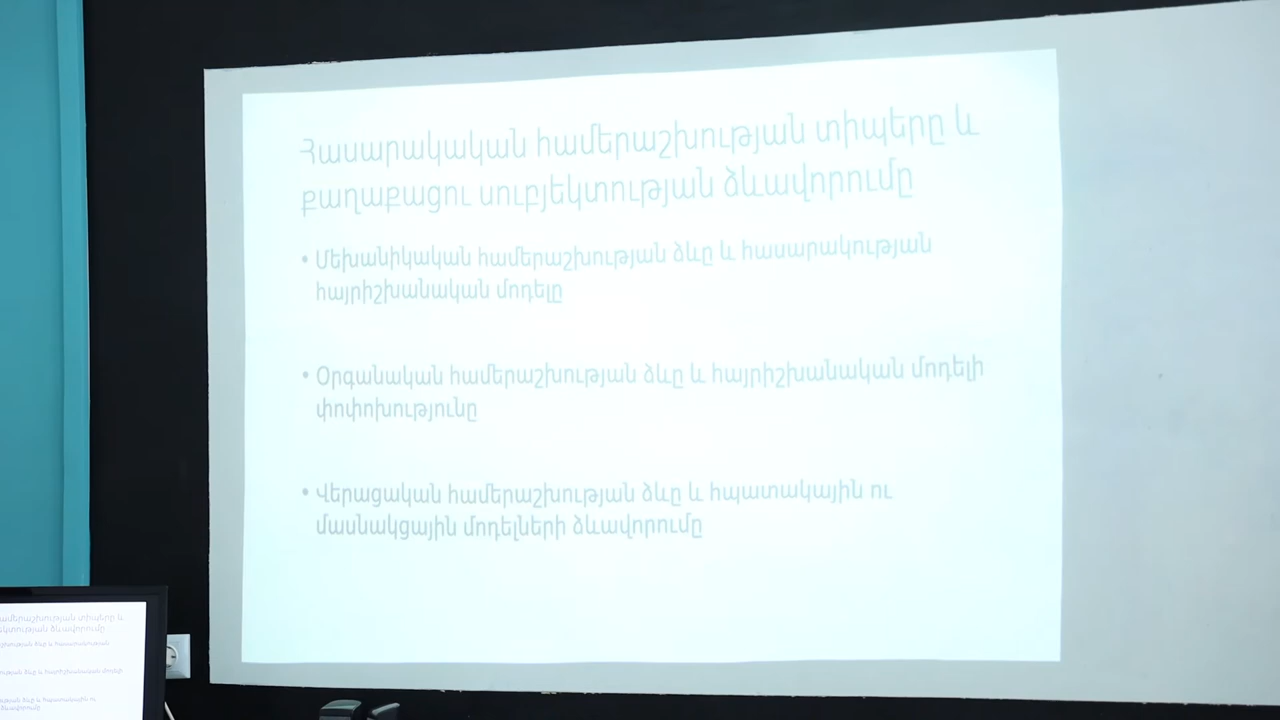 Հասարակական համերաշխության տիպերը և
քաղաքացու սուբյեկտության ձևավորումը
• Մեխանիկական համերաշխության ձևը և հասարակության
հայրիշխանական մոդելը
• Օրգանական համերաշխության ձևը և հայրիշխանական մոդելի
փոփոխությունը
• Վերացական համերաշխության ձևը և հպատակային ու
մասնակցային մոդելների ձևավորումը